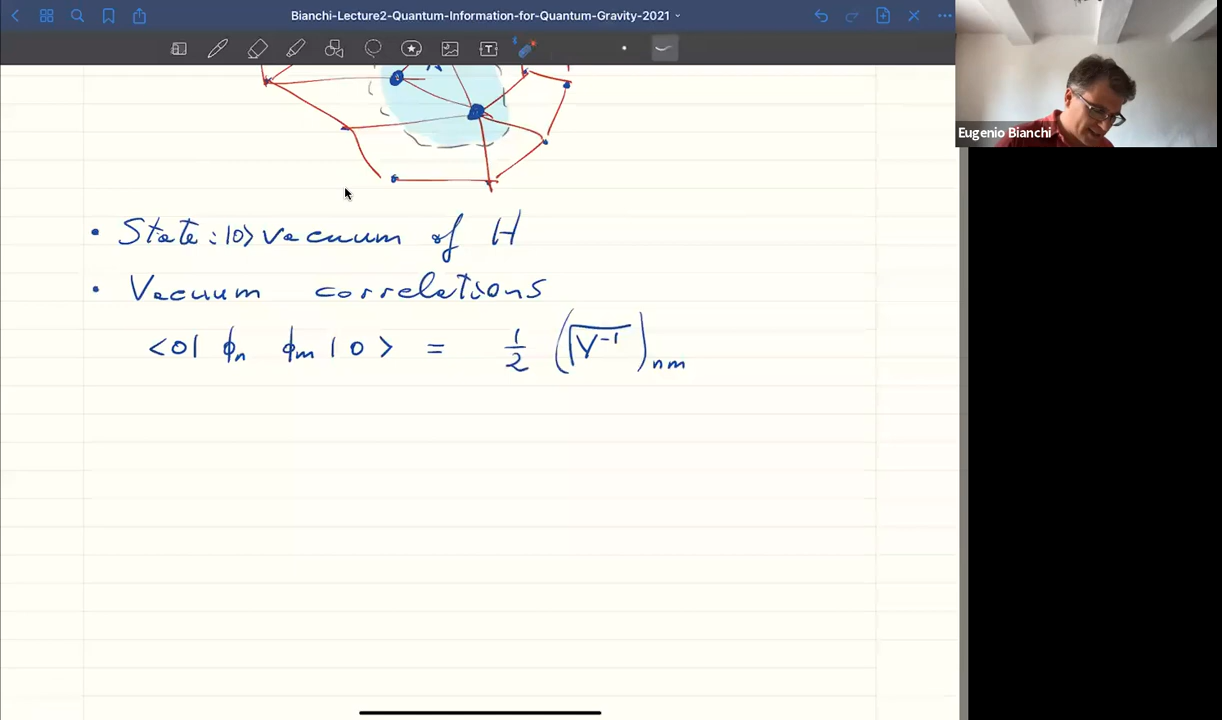 Bianchi-Lecture2-Quantum-Information-for-Quantum-Gravity-2021
Eugenio Bianchi
A
• State: |0> vacuum of H
• Vacuum correlations
<0| ϕn ϕm |0> = 1/2 (√V⁻¹)nm